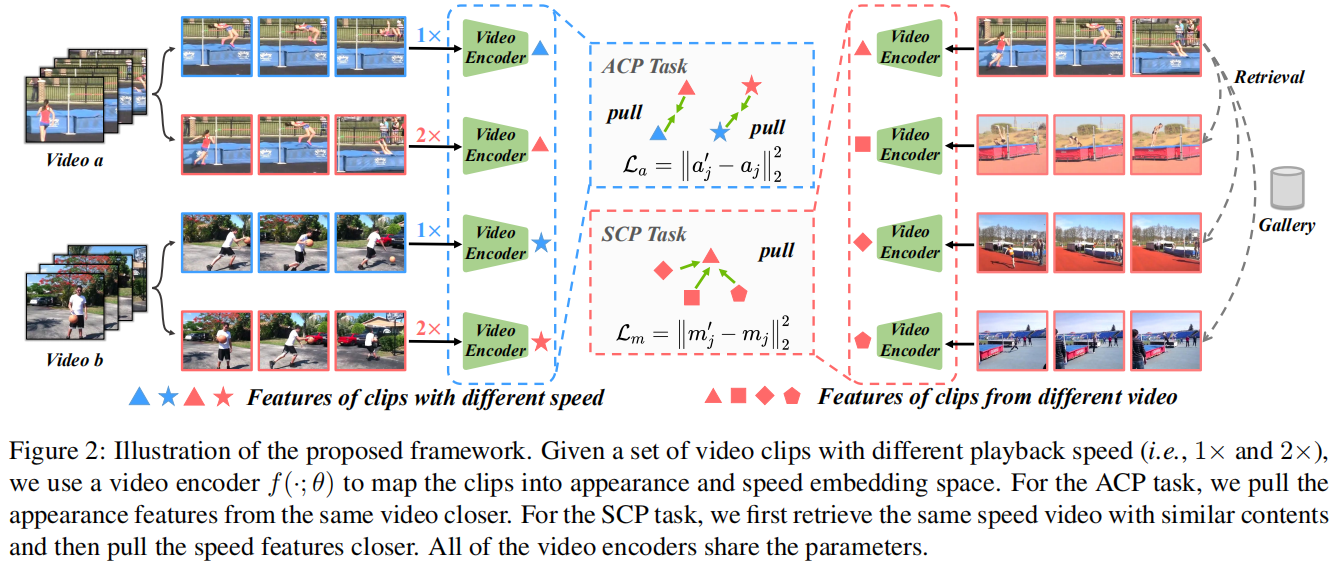 Video a
1×
Video
Encoder
2×
Video
Encoder
Video b
1×
Video
Encoder
2×
Video
Encoder
ACP Task
pull
pull
$\mathcal{L}_a = \left\| a'_j - a_j \right\|_2^2$
SCP Task
pull
$\mathcal{L}_m = \left\| m'_j - m_j \right\|_2^2$
Video
Encoder
Video
Encoder
Video
Encoder
Video
Encoder
Retrieval
Gallery
Features of clips with different speed
Features of clips from different video
Figure 2: Illustration of the proposed framework. Given a set of video clips with different playback speed (i.e., 1× and 2×),
we use a video encoder f(·; θ) to map the clips into appearance and speed embedding space. For the ACP task, we pull the
appearance features from the same video closer. For the SCP task, we first retrieve the same speed video with similar contents
and then pull the speed features closer. All of the video encoders share the parameters.